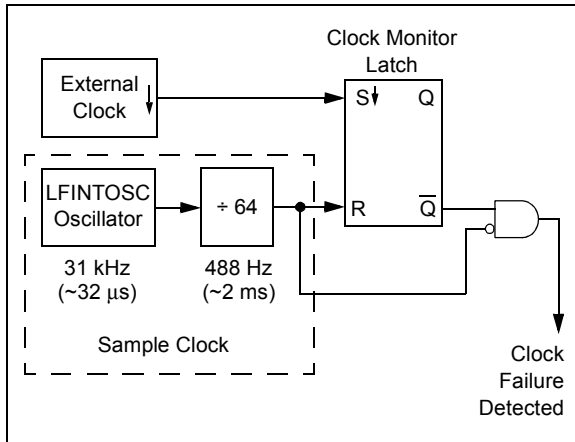 Clock Monitor
Latch
External
Clock
S
Q
LFINTOSC
Oscillator
÷ 64
R
Q̅
31 kHz
(~32 μs)
488 Hz
(~2 ms)
Sample Clock
Clock
Failure
Detected